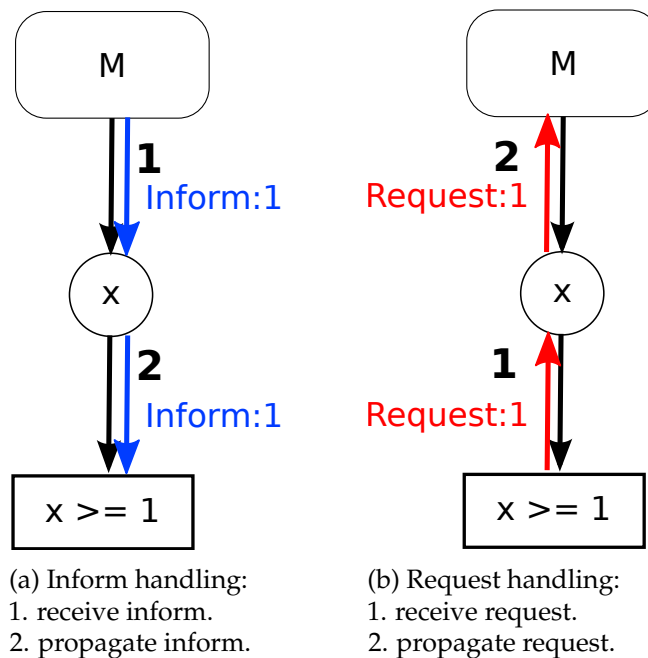 M
1
Inform:1
x
2
Inform:1
x >= 1
(a) Inform handling:
1. receive inform.
2. propagate inform.
M
2
Request:1
x
1
Request:1
x >= 1
(b) Request handling:
1. receive request.
2. propagate request.